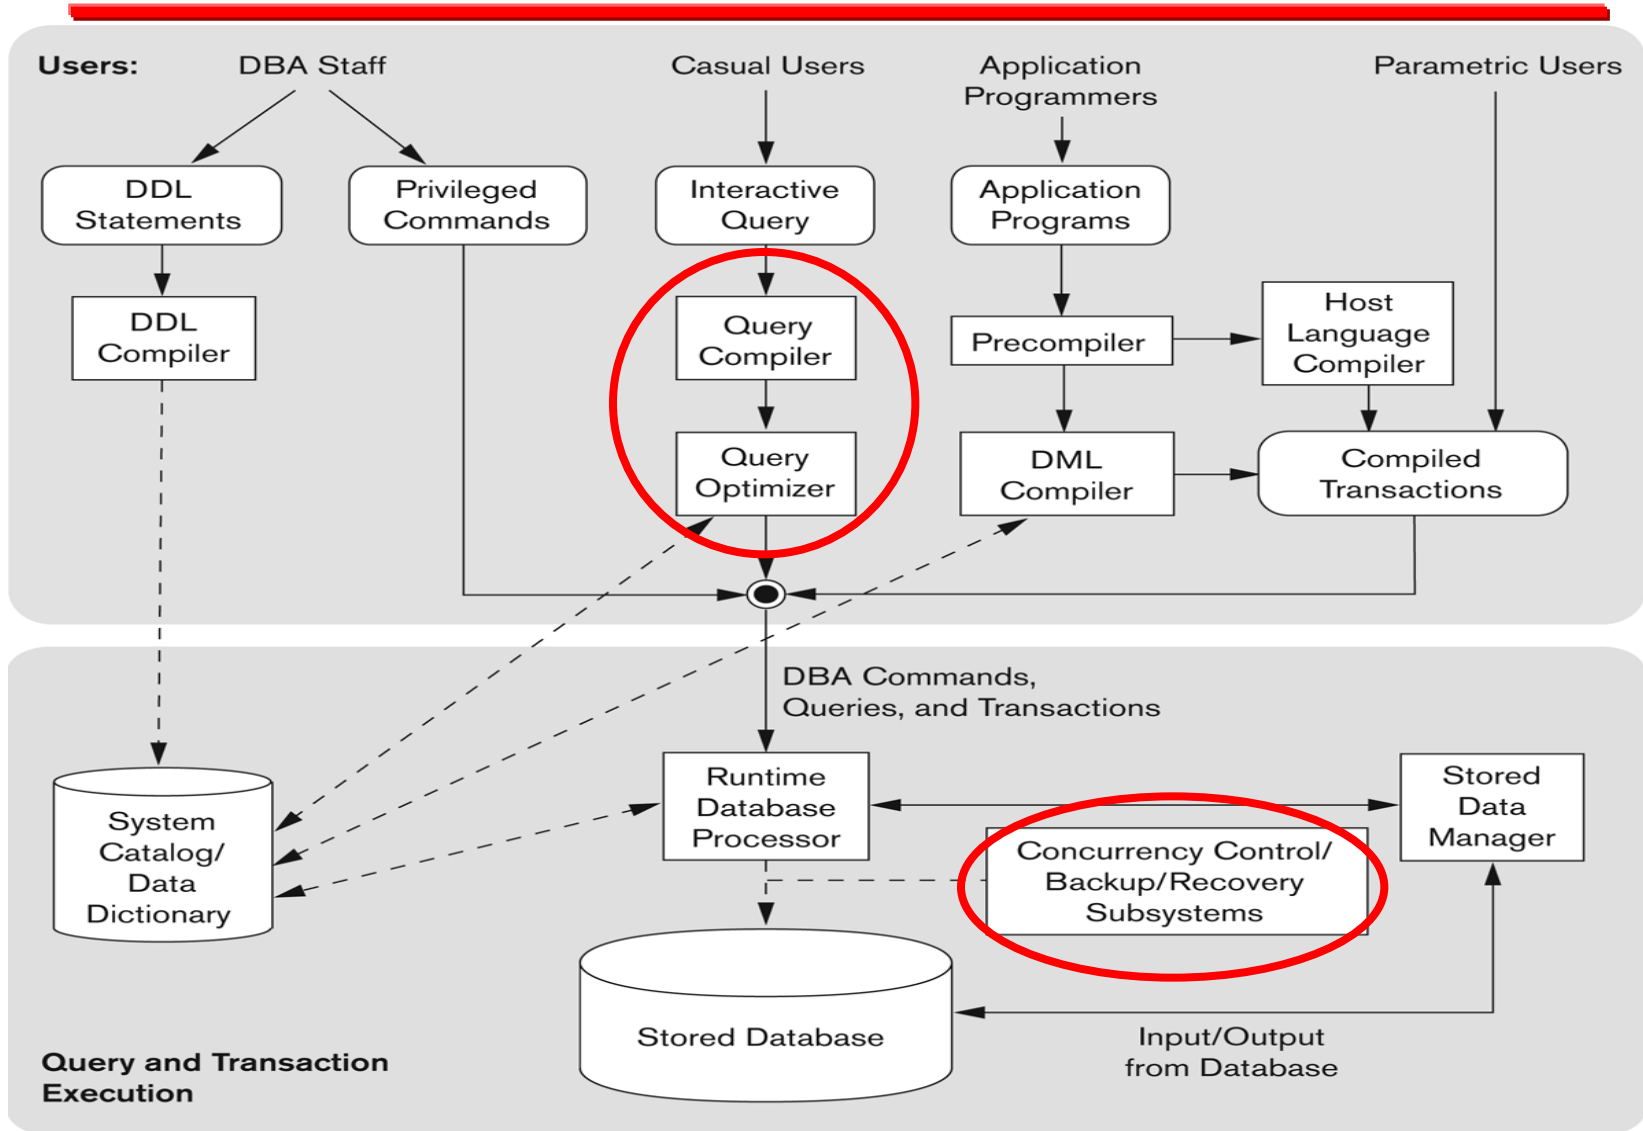 Users:
DBA Staff
Casual Users
Application
Programmers
Parametric Users
DDL
Statements
Privileged
Commands
Interactive
Query
Application
Programs
DDL
Compiler
Query
Compiler
Precompiler
Host
Language
Compiler
Query
Optimizer
DML
Compiler
Compiled
Transactions
DBA Commands,
Queries, and Transactions
System
Catalog/
Data
Dictionary
Runtime
Database
Processor
Stored
Data
Manager
Concurrency Control/
Backup/Recovery
Subsystems
Stored Database
Input/Output
from Database
Query and Transaction
Execution